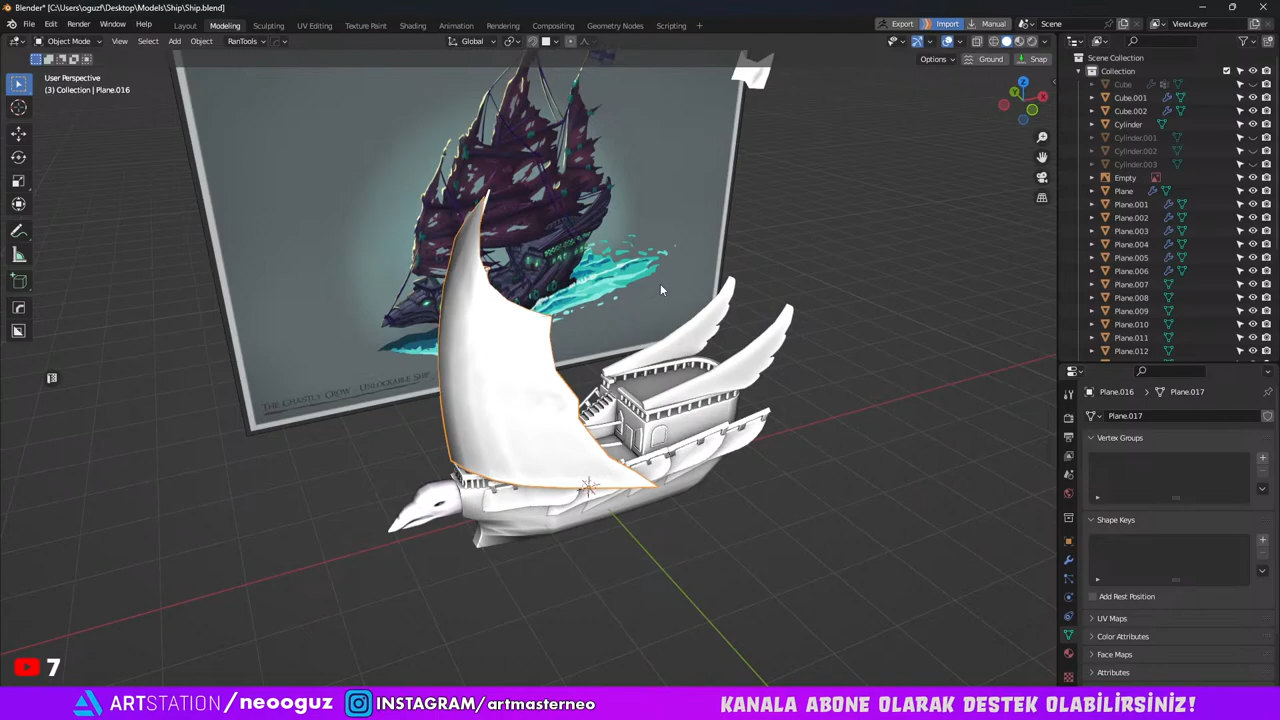 Blender* [C:\Users\oguzf\Desktop\Models\Ship\Ship.blend]
File Edit Render Window Help Layout Modeling Sculpting UV Editing Texture Paint Shading Animation Rendering Compositing Geometry Nodes Scripting + Export Import Manual Scene ViewLayer
Object Mode View Select Add Object RanTools Global
Options Ground Snap
User Perspective
(3) Collection | Plane.016
Scene Collection
Collection
Cube
Cube.001
Cube.002
Cylinder
Cylinder.001
Cylinder.002
Cylinder.003
Empty
Plane
Plane.001
Plane.002
Plane.003
Plane.004
Plane.005
Plane.006
Plane.007
Plane.008
Plane.009
Plane.010
Plane.011
Plane.012
Plane.016 Plane.017
Plane.017
Vertex Groups
Shape Keys
Add Rest Position
UV Maps
Color Attributes
Face Maps
Attributes
X
Y
Z
The Ghastly Crow Unlockable Ship
7
ARTSTATION/neooguz INSTAGRAM/artmasterneo KANALA ABONE OLARAK DESTEK OLABİLİRSİNİZ!